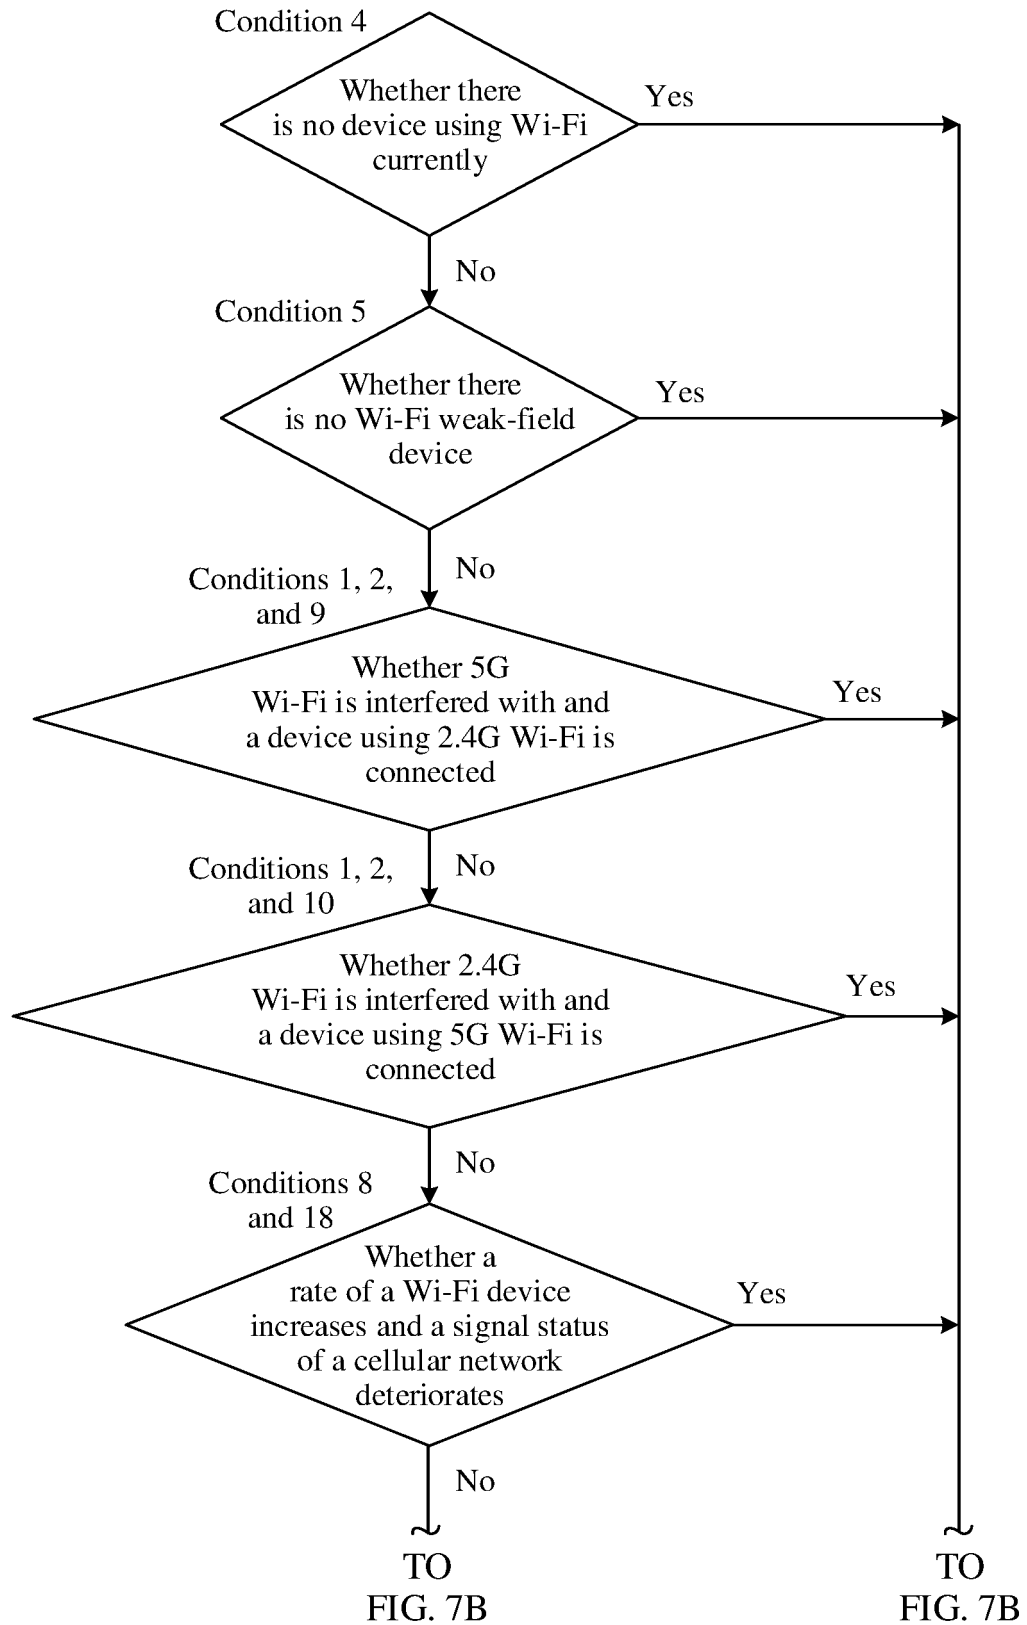 Condition 4
Whether there
is no device using Wi-Fi
currently
Yes
No
Condition 5
Whether there
is no Wi-Fi weak-field
device
Yes
No
Conditions 1, 2,
and 9
Whether 5G
Wi-Fi is interfered with and
a device using 2.4G Wi-Fi is
connected
Yes
No
Conditions 1, 2,
and 10
Whether 2.4G
Wi-Fi is interfered with and
a device using 5G Wi-Fi is
connected
Yes
No
Conditions 8
and 18
Whether a
rate of a Wi-Fi device
increases and a signal status
of a cellular network
deteriorates
Yes
No
TO
FIG. 7B
TO
FIG. 7B